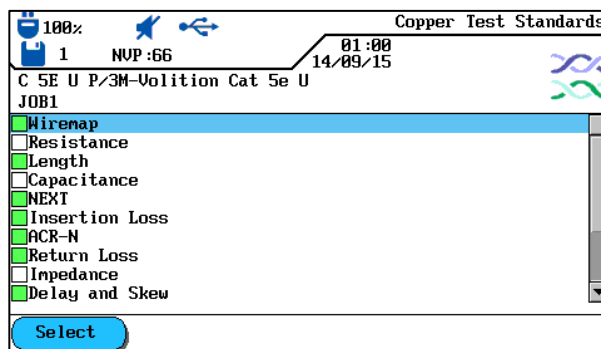 100% Copper Test Standards
1 NVP:66 01:00
14/09/15
C 5E U P/3M-Volition Cat 5e U
JOB1
Wiremap
Resistance
Length
Capacitance
NEXT
Insertion Loss
ACR-N
Return Loss
Impedance
Delay and Skew
Select